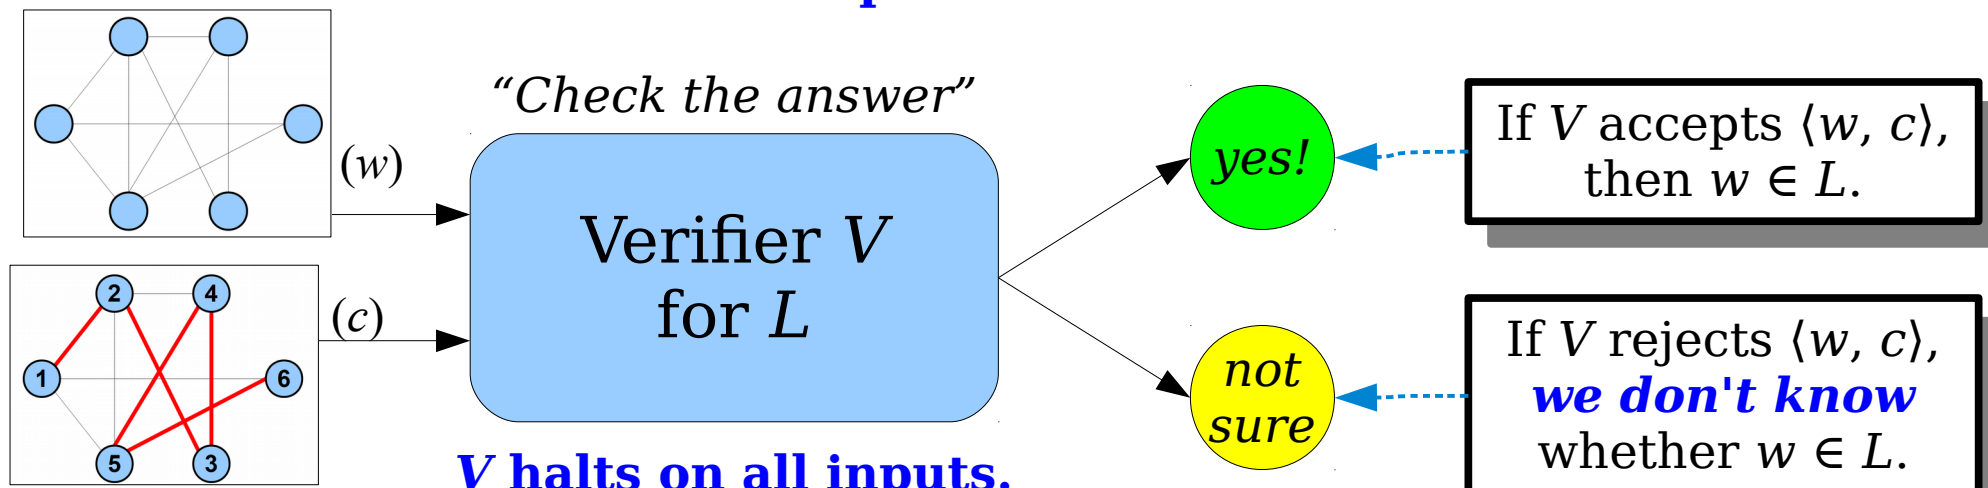 “Check the answer”
(w)
Verifier V
for L
yes!
If V accepts ⟨w, c⟩,
then w ∈ L.
2
4
1
6
5
3
(c)
not
sure
If V rejects ⟨w, c⟩,
we don't know
whether w ∈ L.
V halts on all inputs.